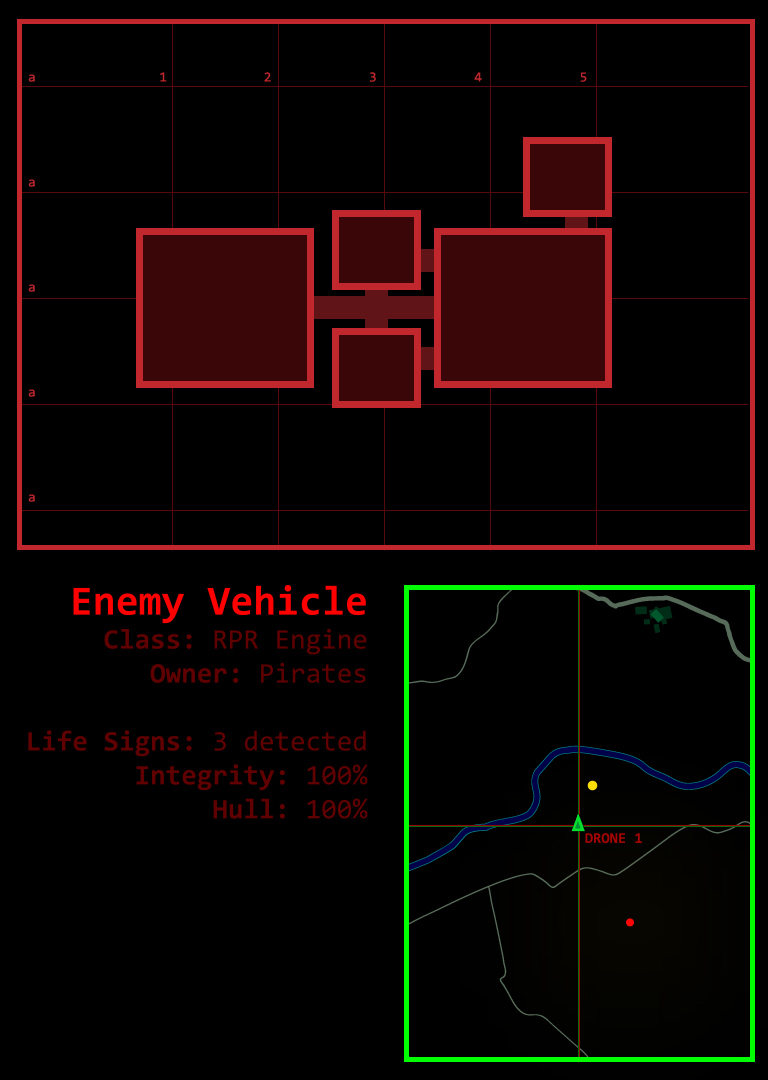 a 1 2 3 4 5
a
a
a
a
Enemy Vehicle
Class: RPR Engine
Owner: Pirates
Life Signs: 3 detected
Integrity: 100%
Hull: 100%
DRONE 1